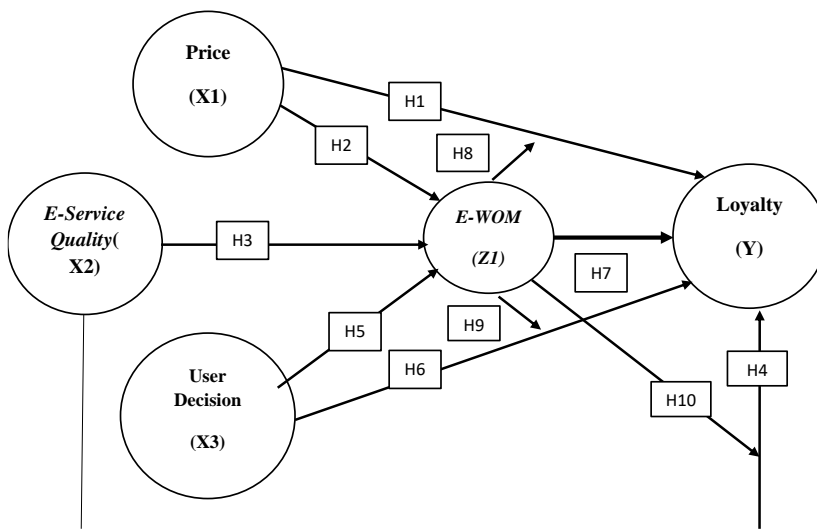 Price
(X1)
H1
H2
H8
E-Service
Quality(
X2)
H3
E-WOM
(Z1)
Loyalty
(Y)
H7
H5
H9
H6
H4
User
Decision
(X3)
H10